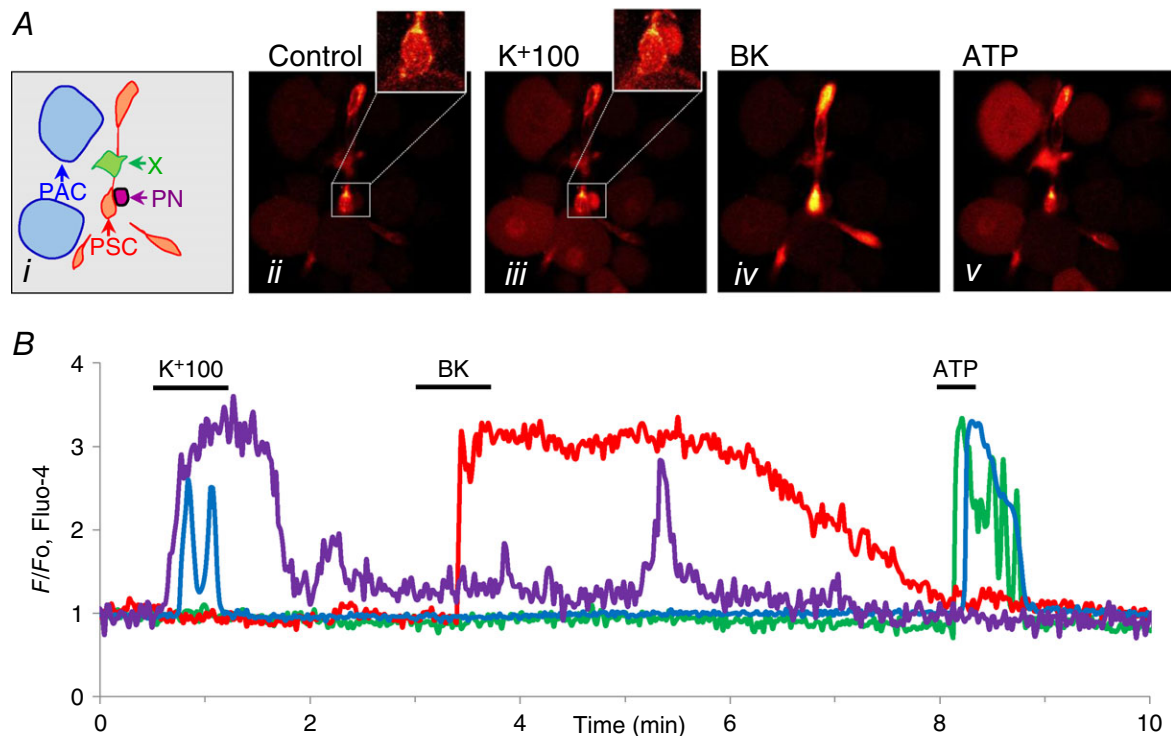 A
Control K⁺100 BK ATP
X
PAC PN
PSC
i ii iii iv v
B
4
K⁺100 BK ATP
3
2
1
0
F/Fo, Fluo-4
0 2 4 6 8 10
Time (min)